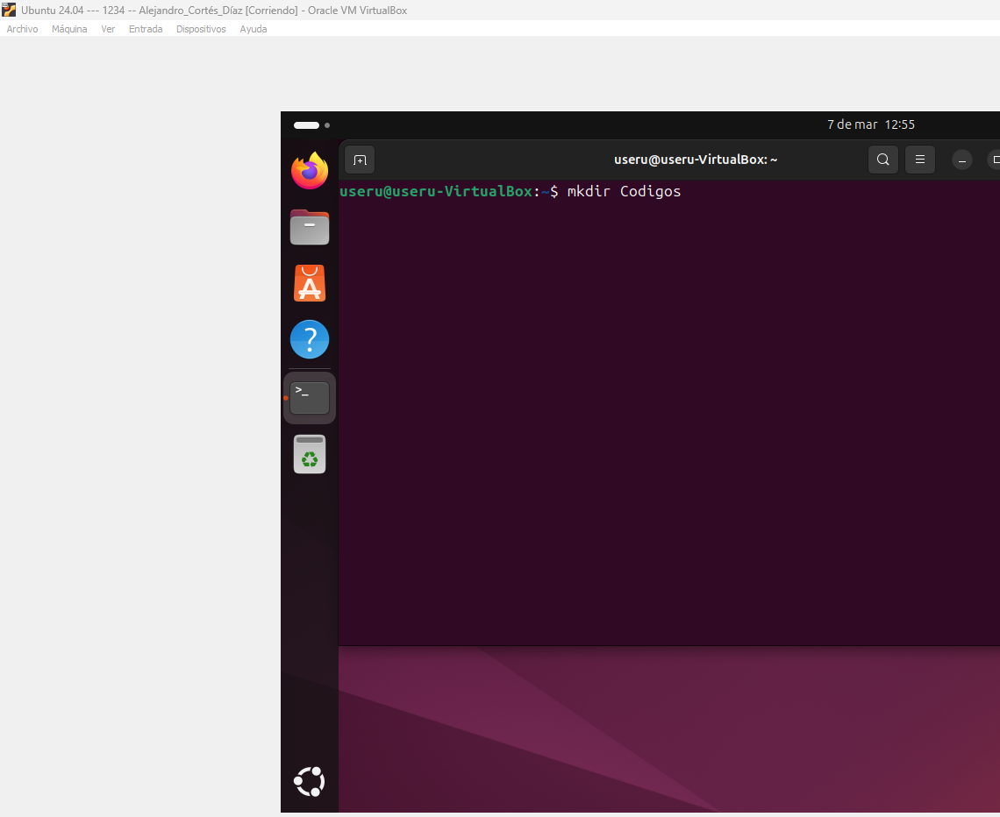 Ubuntu 24.04 --- 1234 -- Alejandro_Cortés_Díaz [Corriendo] - Oracle VM VirtualBox
Archivo Máquina Ver Entrada Dispositivos Ayuda
7 de mar 12:55
useru@useru-VirtualBox: ~
useru@useru-VirtualBox:~$ mkdir Codigos